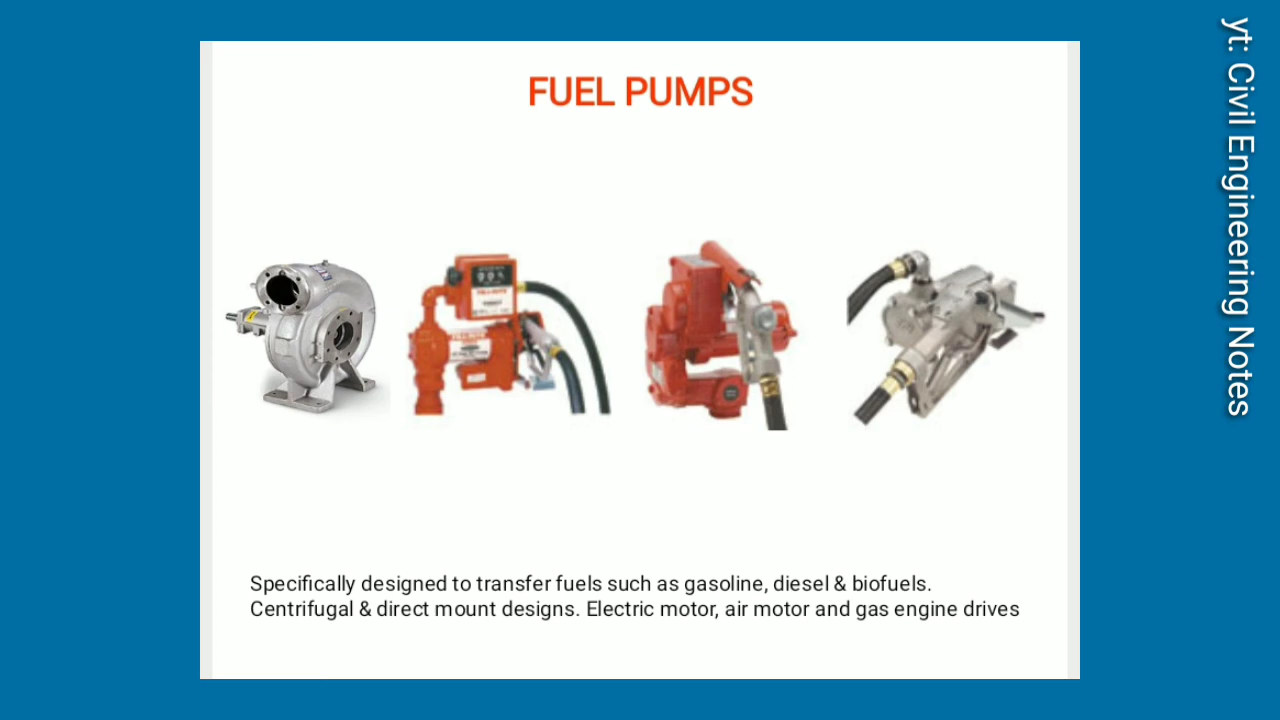 FUEL PUMPS
Specifically designed to transfer fuels such as gasoline, diesel & biofuels.
Centrifugal & direct mount designs. Electric motor, air motor and gas engine drives
yt: Civil Engineering Notes